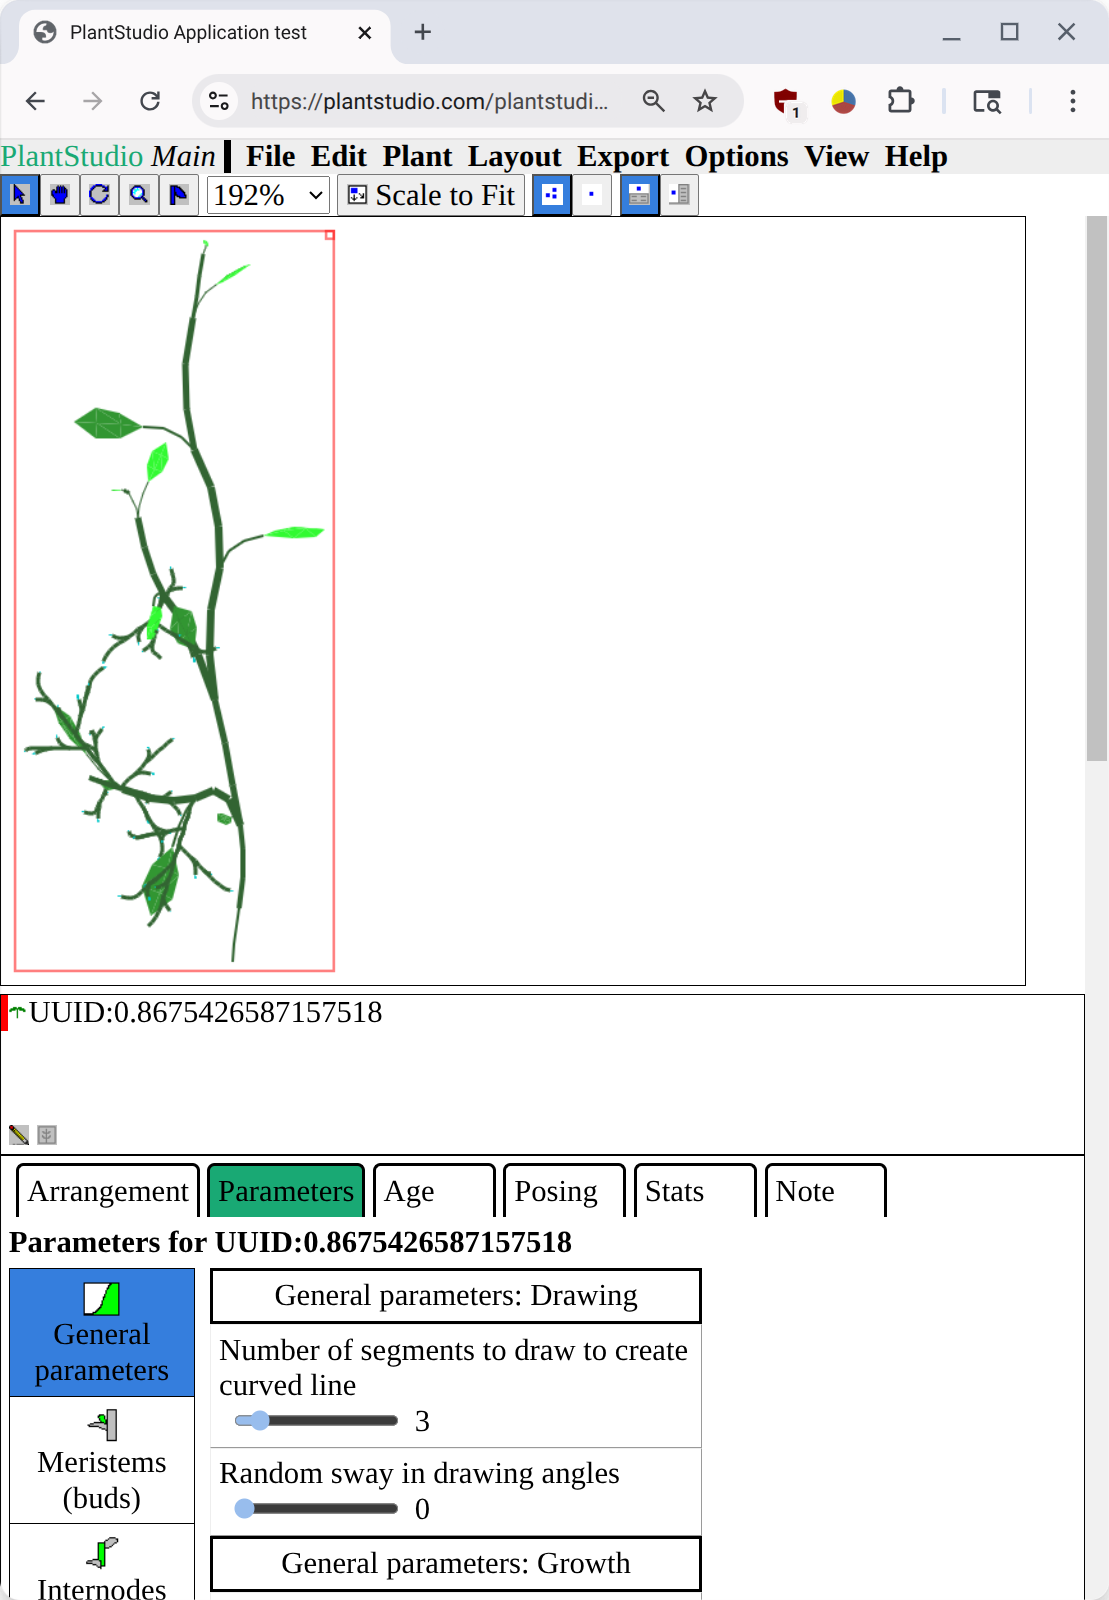 PlantStudio Application test
https://plantstudio.com/plantstudi...
1
PlantStudio Main File Edit Plant Layout Export Options View Help
192% Scale to Fit
UUID:0.8675426587157518
Arrangement Parameters Age Posing Stats Note
Parameters for UUID:0.8675426587157518
General
parameters
Meristems
(buds)
Internodes
General parameters: Drawing
Number of segments to draw to create
curved line
3
Random sway in drawing angles
0
General parameters: Growth